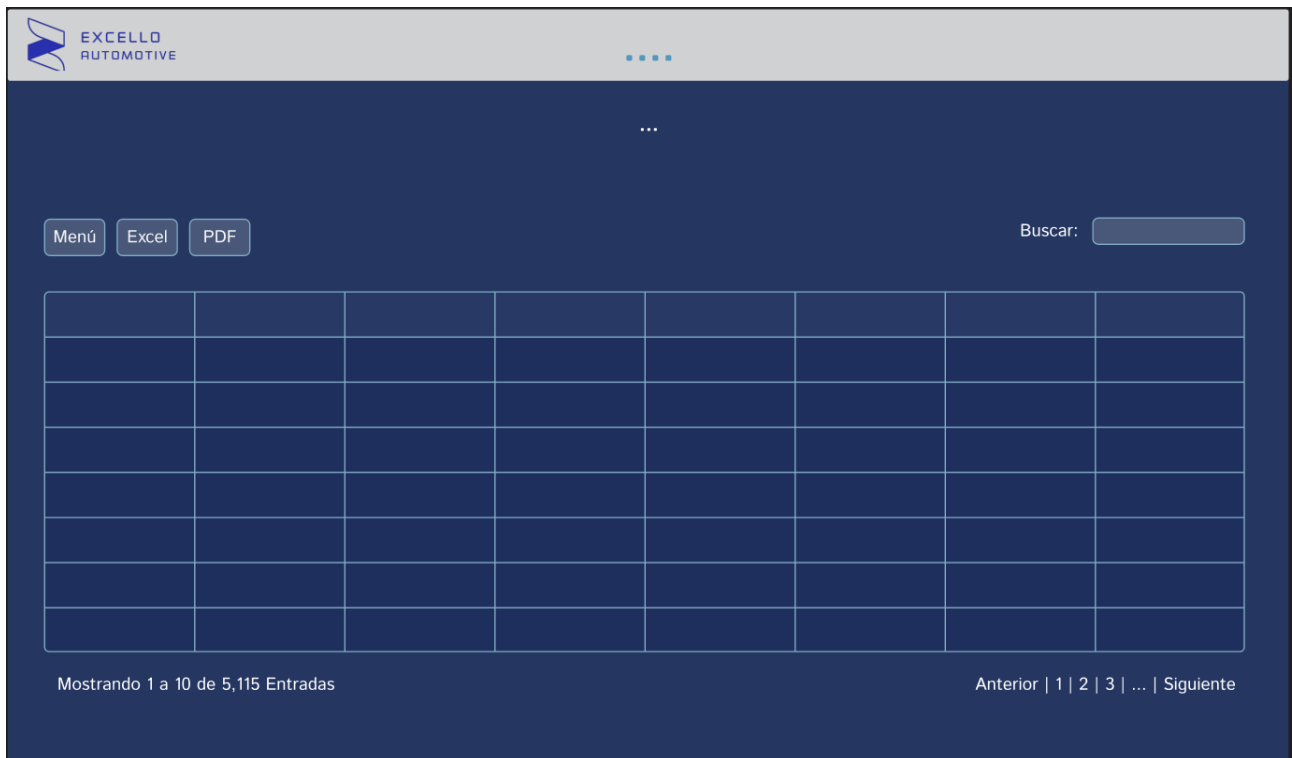 EXCELLO
AUTOMOTIVE
...
Menú
Excel
PDF
Buscar:
Mostrando 1 a 10 de 5,115 Entradas
Anterior | 1 | 2 | 3 | ... | Siguiente